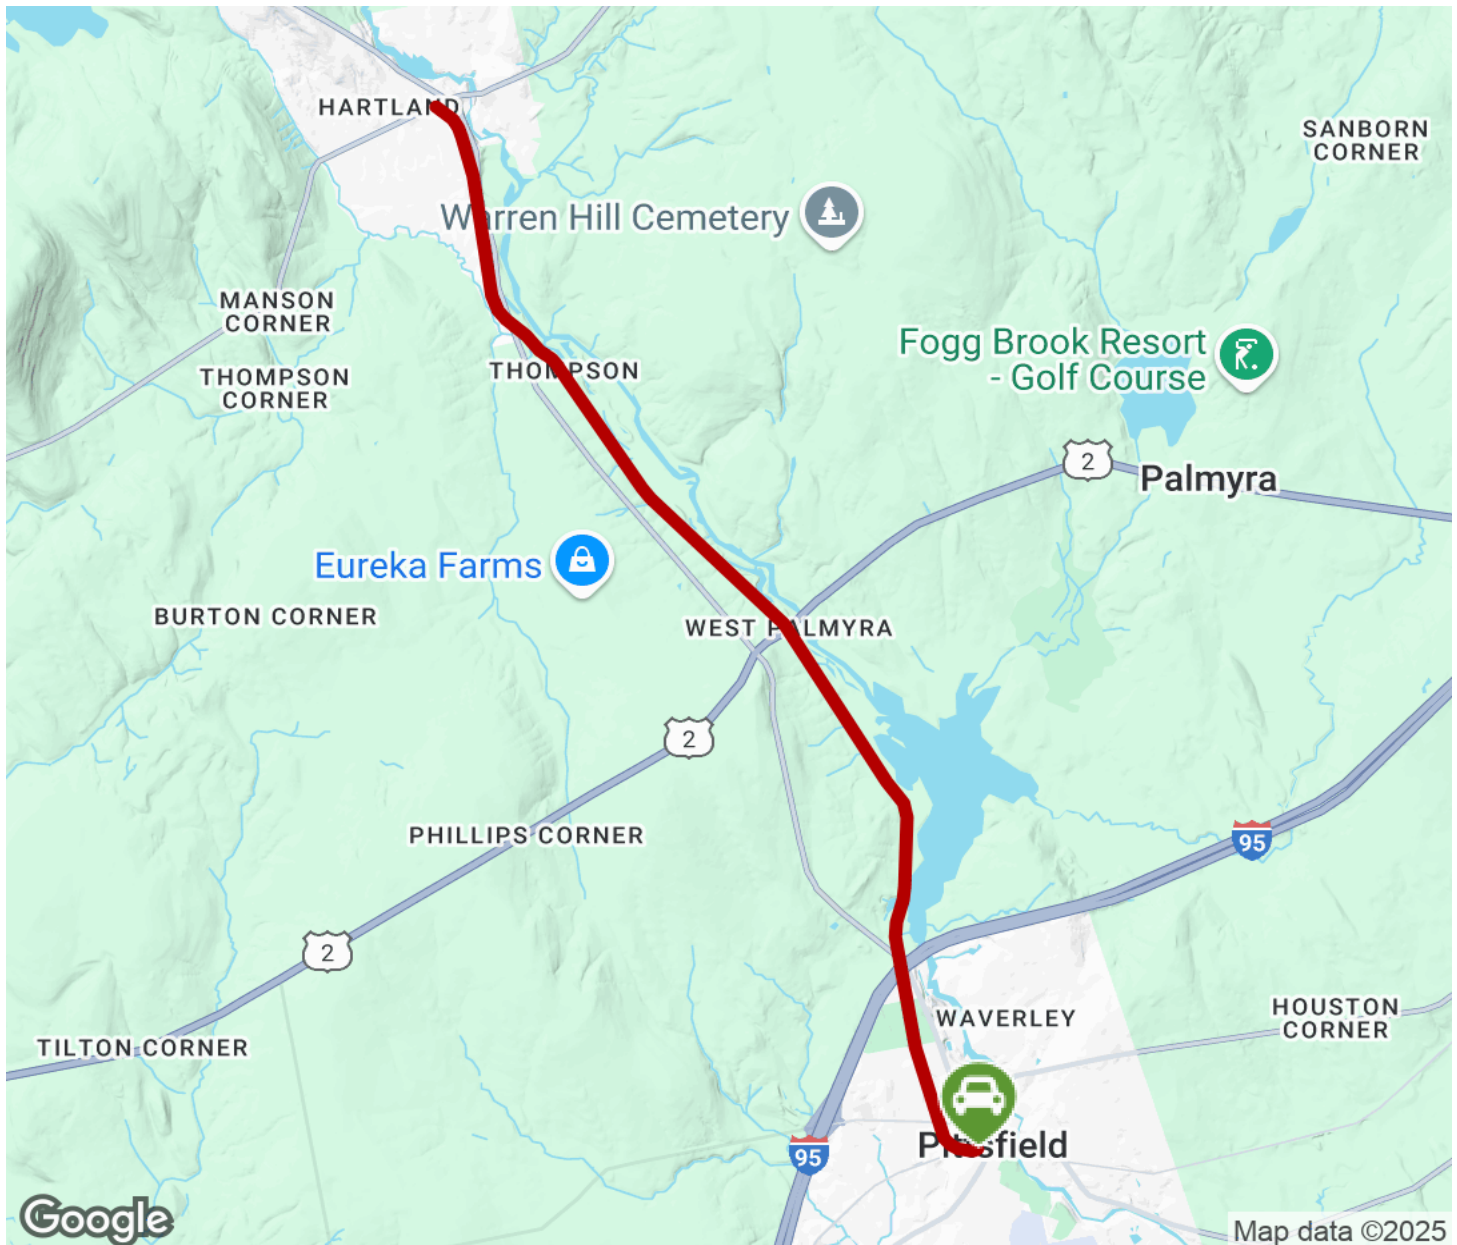 HARTLAND
SANBORN
CORNER
Warren Hill Cemetery
MANSON
CORNER
Fogg Brook Resort
- Golf Course
THOMPSON
THOMPSON
CORNER
2
Palmyra
Eureka Farms
BURTON CORNER
WEST PALMYRA
2
PHILLIPS CORNER
95
2
HOUSTON
CORNER
WAVERLEY
TILTON CORNER
Pittsfield
95
Google
Map data ©2025